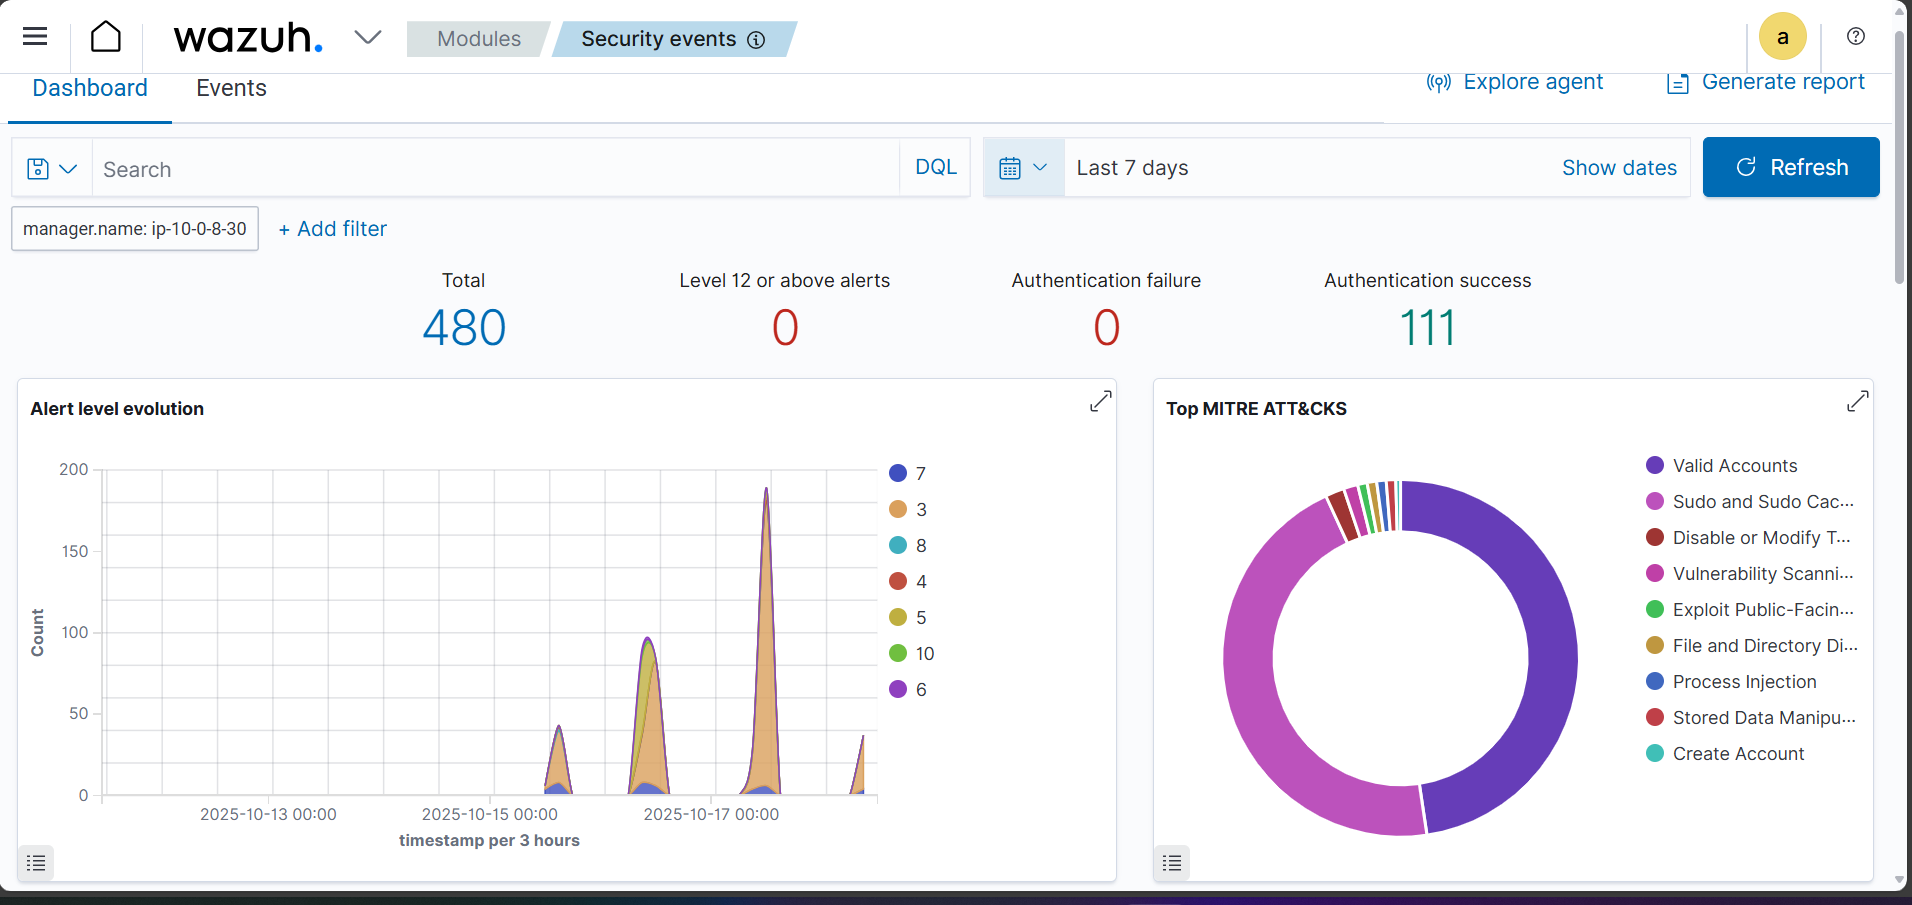 wazuh.
Modules
Security events
a
Dashboard
Events
Explore agent
Generate report
Search
DQL
Last 7 days
Show dates
Refresh
manager.name: ip-10-0-8-30
+ Add filter
Total
Level 12 or above alerts
Authentication failure
Authentication success
480
0
0
111
Alert level evolution
200
150
100
50
0
Count
2025-10-13 00:00
2025-10-15 00:00
2025-10-17 00:00
timestamp per 3 hours
7
3
8
4
5
10
6
Top MITRE ATT&CKS
Valid Accounts
Sudo and Sudo Cac...
Disable or Modify T...
Vulnerability Scanni...
Exploit Public-Facin...
File and Directory Di...
Process Injection
Stored Data Manipu...
Create Account